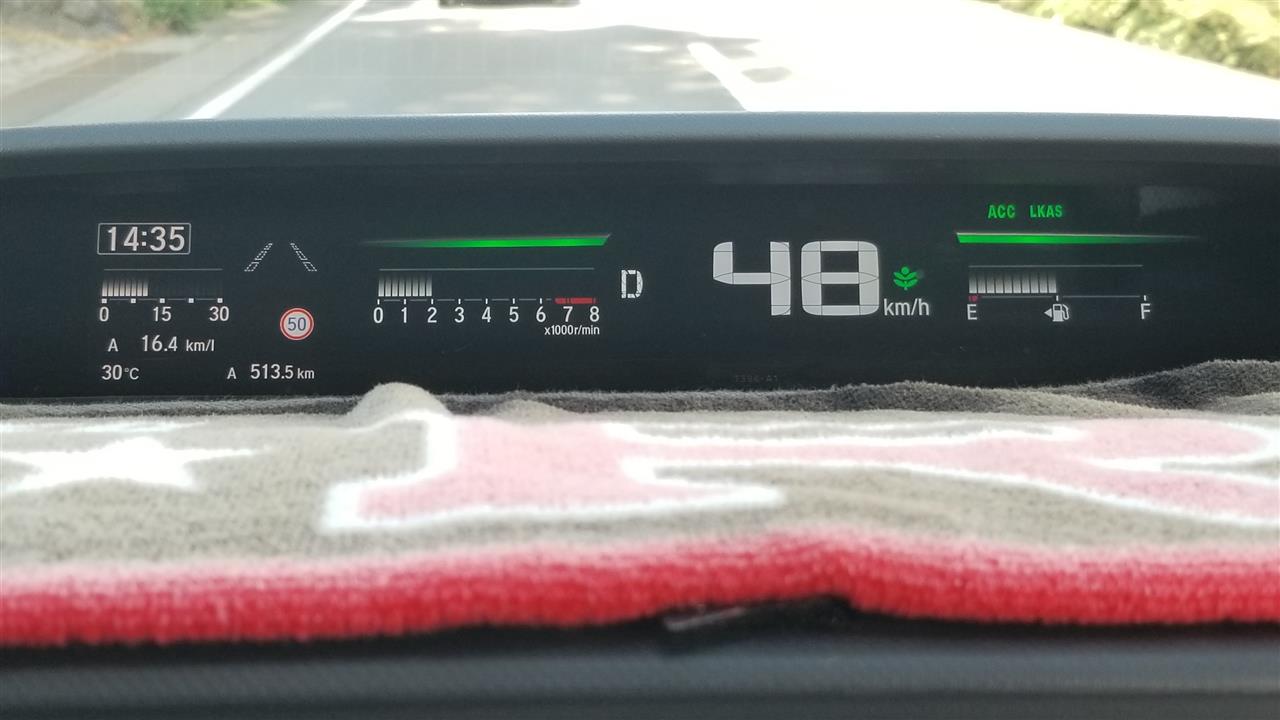 ACC LKAS
14:35
50
0 15 30
A 16.4 km/l
30°C A 513.5 km
0 1 2 3 4 5 6 7 8
x1000r/min
D
48 km/h
E F